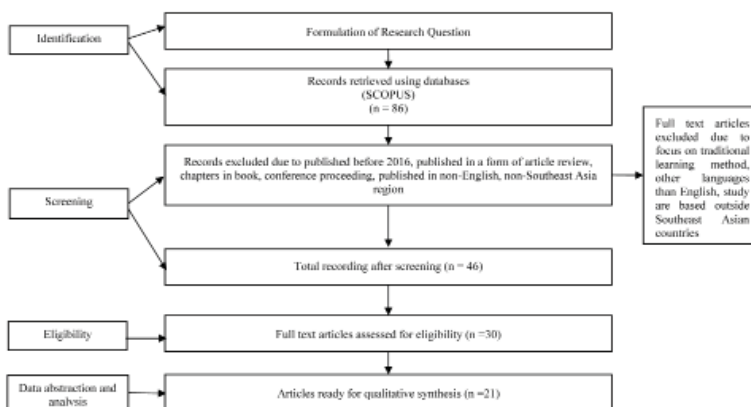 Identification
Formulation of Research Question
Records retrieved using databases
(SCOPUS)
(n = 86)
Records excluded due to published before 2016, published in a form of article review,
chapters in book, conference proceeding, published in non-English, non-Southeast Asia
region
Full text articles
excluded due to
focus on traditional
learning method,
other languages
than English, study
are based outside
Southeast Asian
countries
Screening
Total recording after screening (n = 46)
Eligibility
Full text articles assessed for eligibility (n =30)
Data abstraction and
analysis
Articles ready for qualitative synthesis (n =21)